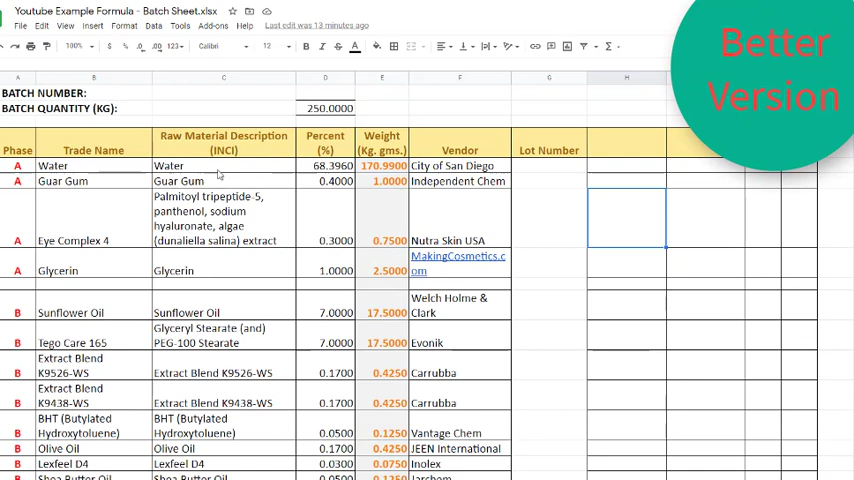 Youtube Example Formula - Batch Sheet.xlsx
File Edit View Insert Format Data Tools Add-ons Help Last edit was 13 minutes ago
100% $ % .0 .00 123 Calibri 12 B I S A
A B C D E F G H I J K
BATCH NUMBER:
BATCH QUANTITY (KG): 250.0000
Better
Version
Phase Trade Name Raw Material Description (INCI) Percent (%) Weight (Kg. gms.) Vendor Lot Number
A Water Water 68.3960 170.9900 City of San Diego
A Guar Gum Guar Gum 0.4000 1.0000 Independent Chem
Palmitoyl tripeptide-5,
panthenol, sodium
hyaluronate, algae
A Eye Complex 4 (dunaliella salina) extract 0.3000 0.7500 Nutra Skin USA
MakingCosmetics.c
A Glycerin Glycerin 1.0000 2.5000 om
Welch Holme &
B Sunflower Oil Sunflower Oil 7.0000 17.5000 Clark
Glyceryl Stearate (and)
B Tego Care 165 PEG-100 Stearate 7.0000 17.5000 Evonik
Extract Blend
B K9526-WS Extract Blend K9526-WS 0.1700 0.4250 Carrubba
Extract Blend
B K9438-WS Extract Blend K9438-WS 0.1700 0.4250 Carrubba
BHT (Butylated BHT (Butylated
B Hydroxytoluene) Hydroxytoluene) 0.0500 0.1250 Vantage Chem
B Olive Oil Olive Oil 0.1700 0.4250 JEEN International
B Lexfeel D4 Lexfeel D4 0.0300 0.0750 Inolex
B Shea Butter Oil Shea Butter Oil 0.0500 0.1250 Jarchem